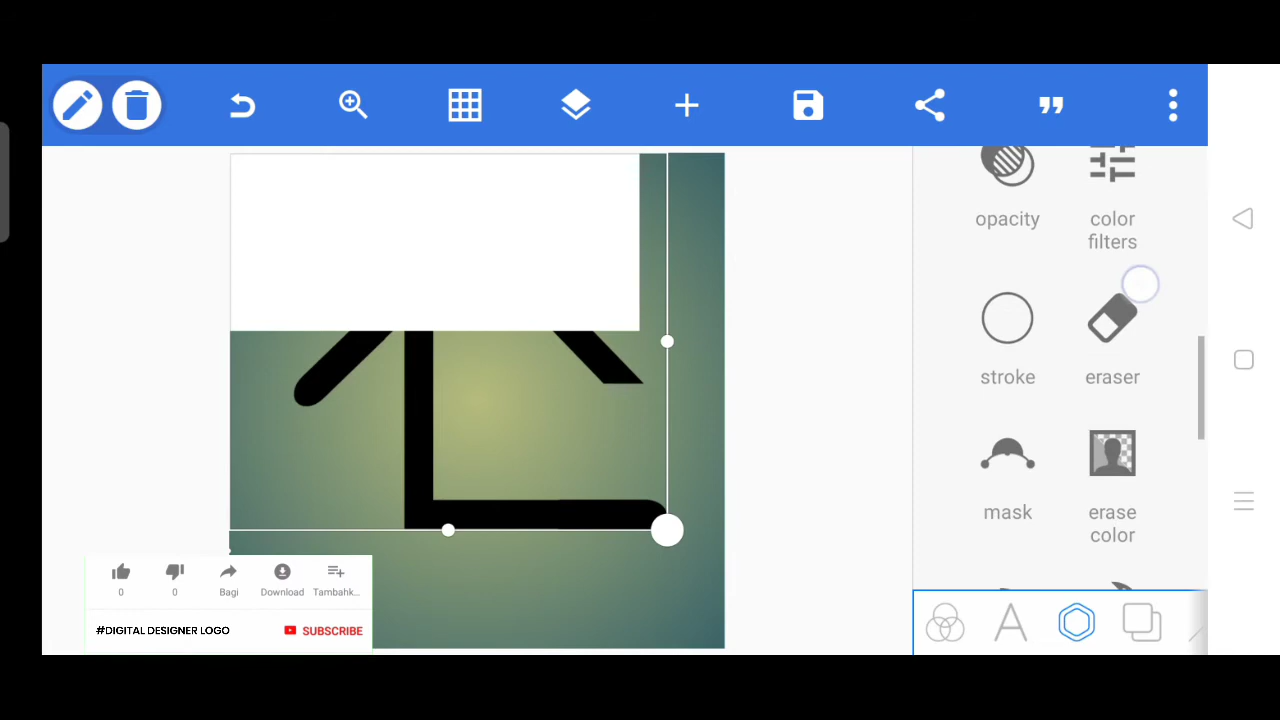 opacity
color
filters
stroke
eraser
mask
erase
color
0
0
Bagi
Download
Tambahk...
#DIGITAL DESIGNER LOGO
SUBSCRIBE